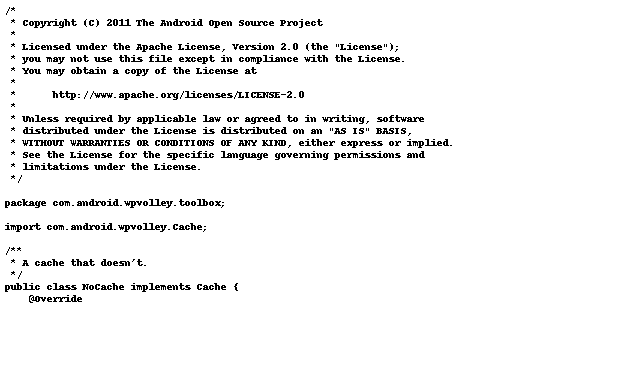 /*
 * Copyright (C) 2011 The Android Open Source Project
 *
 * Licensed under the Apache License, Version 2.0 (the "License");
 * you may not use this file except in compliance with the License.
 * You may obtain a copy of the License at
 *
 *      http://www.apache.org/licenses/LICENSE-2.0
 *
 * Unless required by applicable law or agreed to in writing, software
 * distributed under the License is distributed on an "AS IS" BASIS,
 * WITHOUT WARRANTIES OR CONDITIONS OF ANY KIND, either express or implied.
 * See the License for the specific language governing permissions and
 * limitations under the License.
 */

package com.android.wpvolley.toolbox;

import com.android.wpvolley.Cache;

/**
 * A cache that doesn't.
 */
public class NoCache implements Cache {
    @Override